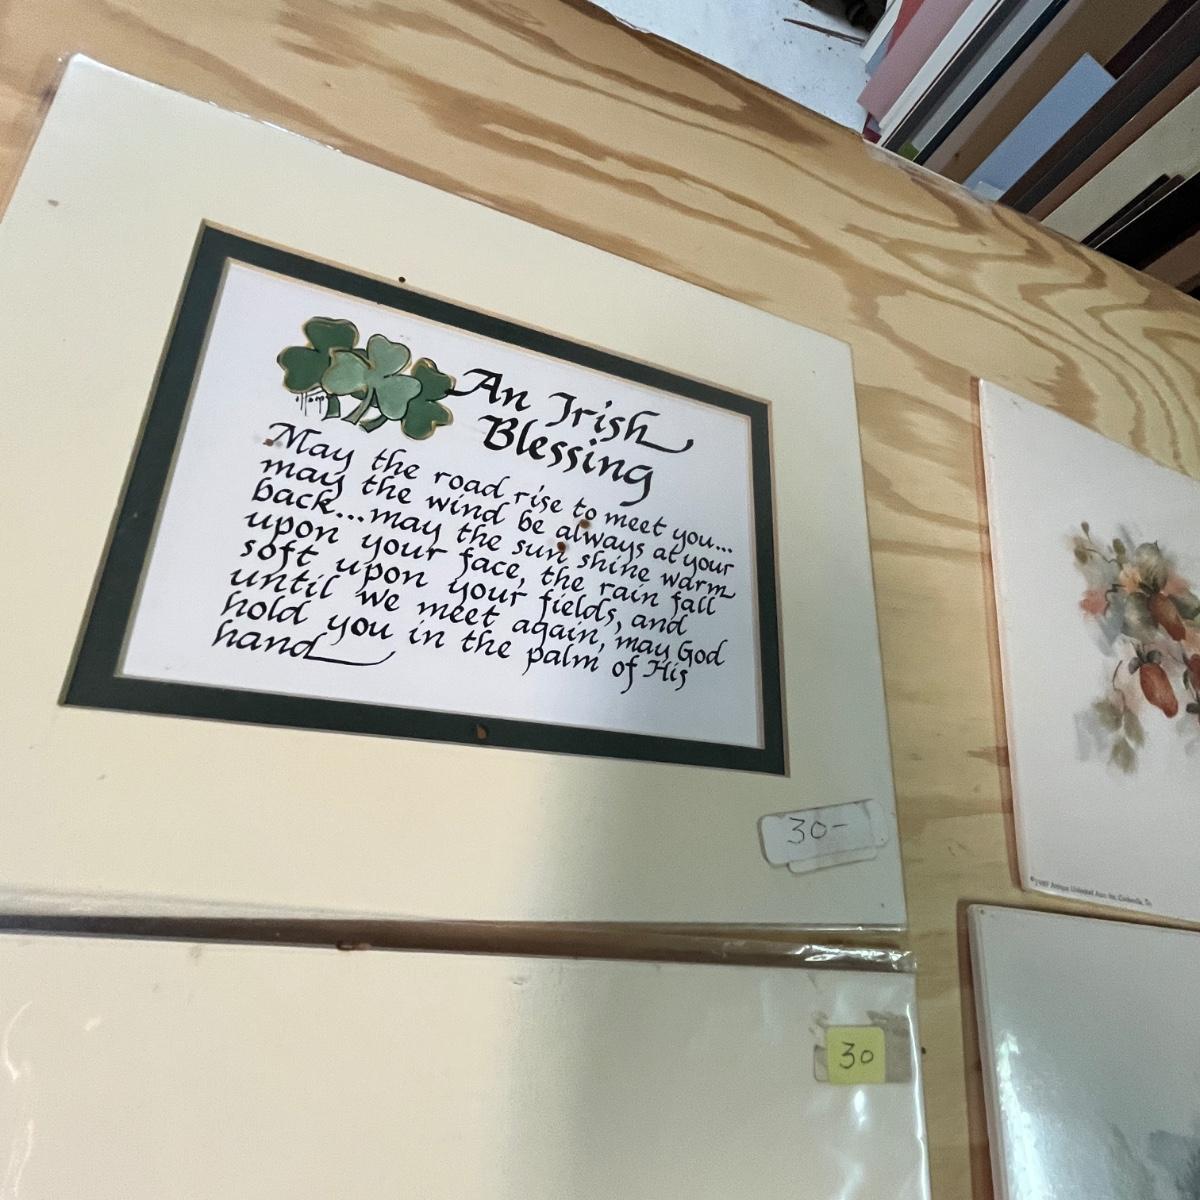 An Irish
Blessing
May the road rise to meet you...
may the wind be always at your
back...may the sun shine warm
upon your face, the rain fall
soft upon your fields, and
until we meet again, may God
hold you in the palm of His
hand
30-
30